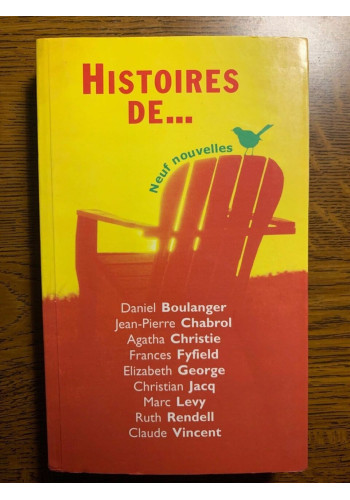 HISTOIRES
DE...
Neuf nouvelles
Daniel Boulanger
Jean-Pierre Chabrol
Agatha Christie
Frances Fyfield
Elizabeth George
Christian Jacq
Marc Levy
Ruth Rendell
Claude Vincent